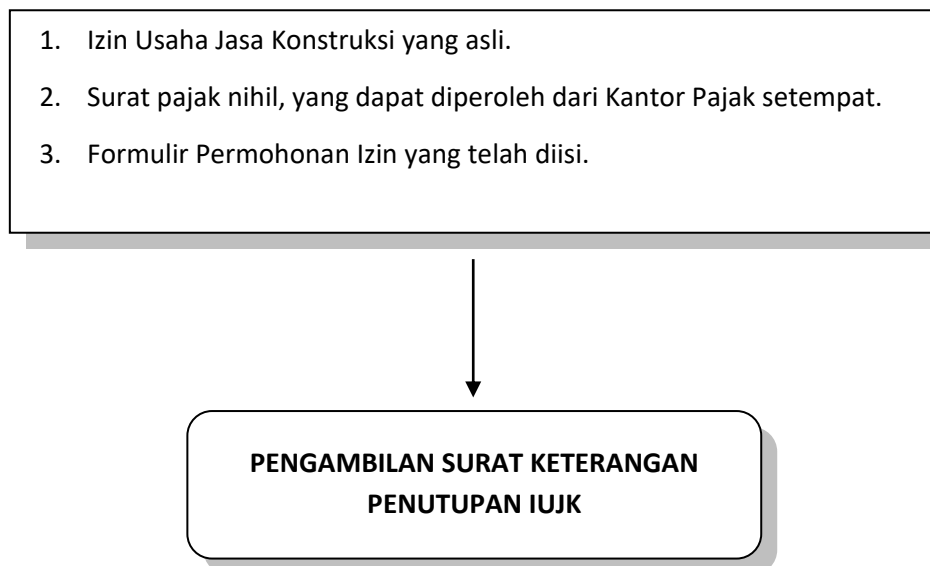 1. Izin Usaha Jasa Konstruksi yang asli.
2. Surat pajak nihil, yang dapat diperoleh dari Kantor Pajak setempat.
3. Formulir Permohonan Izin yang telah diisi.
PENGAMBILAN SURAT KETERANGAN
PENUTUPAN IUJK